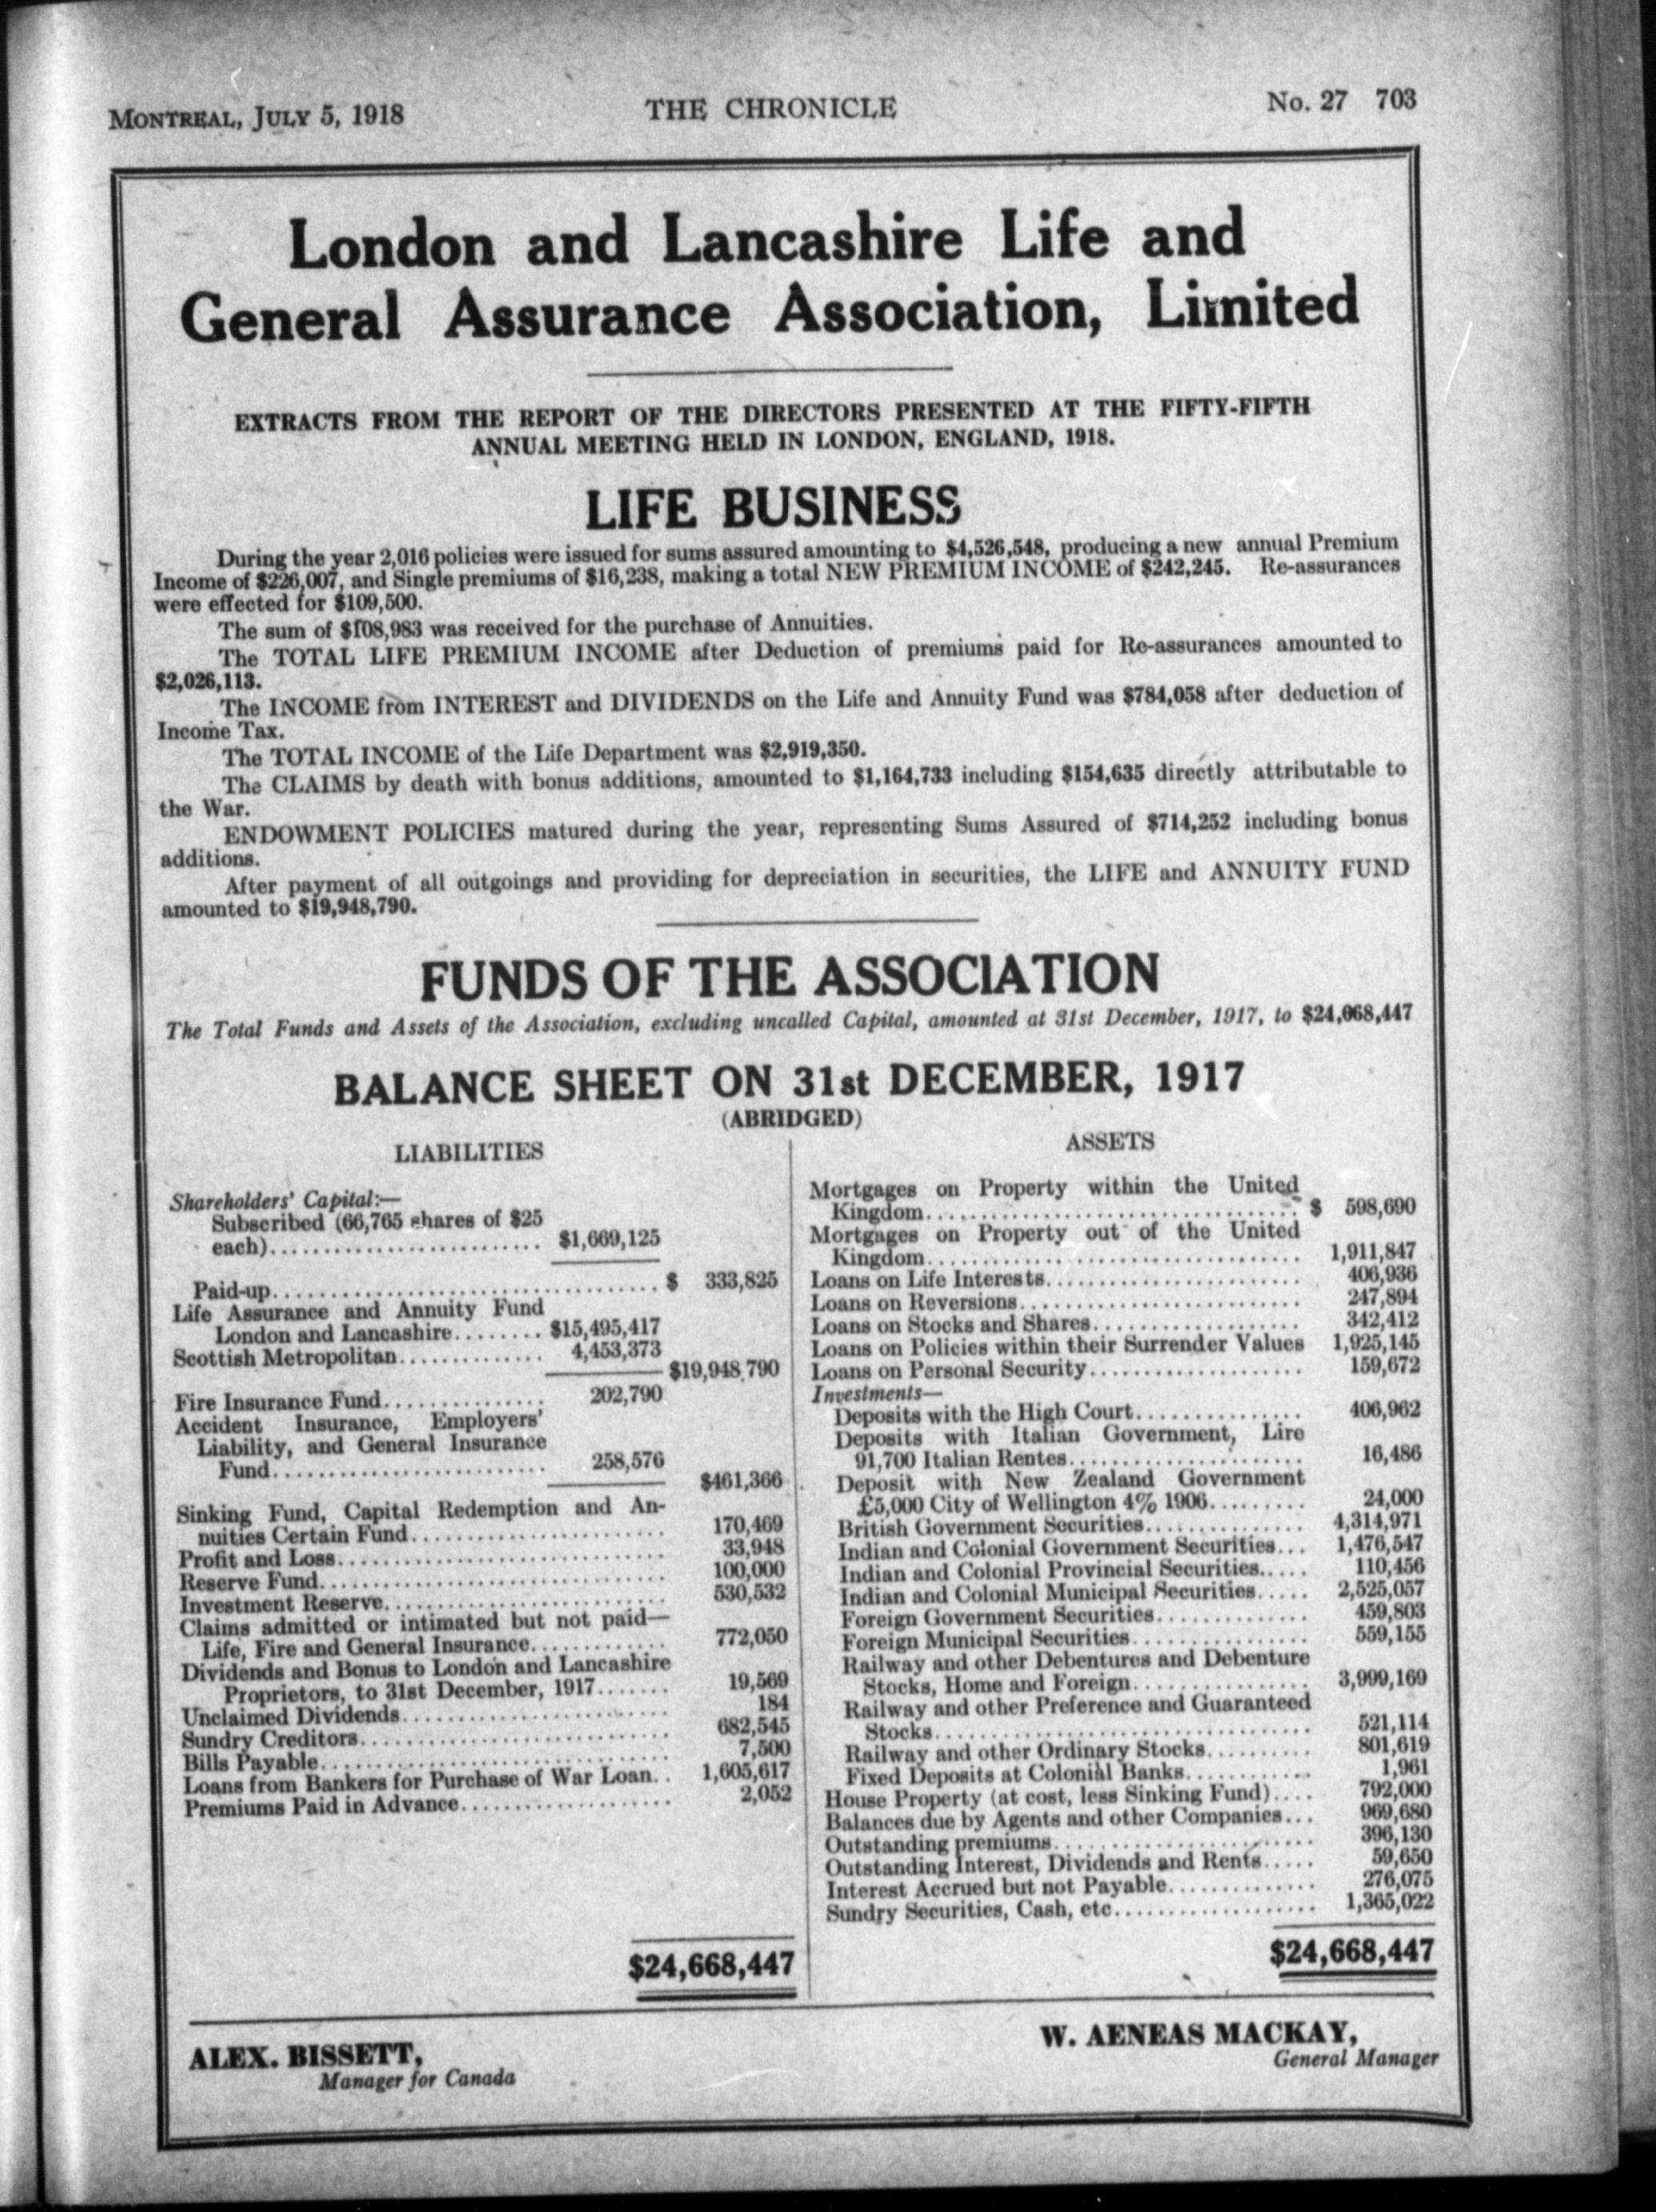 MONTREAL, JULY 5, 1918 THE CHRONICLE No. 27 703
London and Lancashire Life and
General Assurance Association, Limited
EXTRACTS FROM THE REPORT OF THE DIRECTORS PRESENTED AT THE FIFTY-FIFTH
ANNUAL MEETING HELD IN LONDON, ENGLAND, 1918.
LIFE BUSINESS
During the year 2,016 policies were issued for sums assured amounting to $4,526,548, producing a new annual Premium
Income of $226,007, and Single premiums of $16,238, making a total NEW PREMIUM INCOME of $242,245. Re-assurances
were effected for $109,500.
The sum of $108,983 was received for the purchase of Annuities.
The TOTAL LIFE PREMIUM INCOME after Deduction of premiums paid for Re-assurances amounted to
$2,026,113.
The INCOME from INTEREST and DIVIDENDS on the Life and Annuity Fund was $784,058 after deduction of
Income Tax.
The TOTAL INCOME of the Life Department was $2,919,350.
The CLAIMS by death with bonus additions, amounted to $1,164,733 including $154,635 directly attributable to
the War.
ENDOWMENT POLICIES matured during the year, representing Sums Assured of $714,252 including bonus
additions.
After payment of all outgoings and providing for depreciation in securities, the LIFE and ANNUITY FUND
amounted to $19,948,790.
FUNDS OF THE ASSOCIATION
The Total Funds and Assets of the Association, excluding uncalled Capital, amounted at 31st December, 1917, to $24,668,447
BALANCE SHEET ON 31st DECEMBER, 1917
(ABRIDGED)
LIABILITIES
Shareholders' Capital:—
Subscribed (66,765 shares of $25
each)......................... $1,669,125
Paid-up.................................... $ 333,825
Life Assurance and Annuity Fund
London and Lancashire........ $15,495,417
Scottish Metropolitan............. 4,453,373
$19,948,790
Fire Insurance Fund............... 202,790
Accident Insurance, Employers'
Liability, and General Insurance
Fund......................... 258,576
$461,366
Sinking Fund, Capital Redemption and An-
nuities Certain Fund........................ 170,469
Profit and Loss............................... 33,948
Reserve Fund................................. 100,000
Investment Reserve.......................... 530,532
Claims admitted or intimated but not paid—
Life, Fire and General Insurance............. 772,050
Dividends and Bonus to London and Lancashire
Proprietors, to 31st December, 1917....... 19,569
Unclaimed Dividends......................... 184
Sundry Creditors............................. 682,545
Bills Payable................................. 7,500
Loans from Bankers for Purchase of War Loan.. 1,605,617
Premiums Paid in Advance.................... 2,052
$24,668,447
ASSETS
Mortgages on Property within the United
Kingdom.................................. $ 598,690
Mortgages on Property out of the United
Kingdom.................................. 1,911,847
Loans on Life Interests........................ 406,936
Loans on Reversions.......................... 247,894
Loans on Stocks and Shares................... 342,412
Loans on Policies within their Surrender Values 1,925,145
Loans on Personal Security.................... 159,672
Investments—
Deposits with the High Court............... 406,962
Deposits with Italian Government, Lire
91,700 Italian Rentes...................... 16,486
Deposit with New Zealand Government
£5,000 City of Wellington 4% 1906......... 24,000
British Government Securities............... 4,314,971
Indian and Colonial Government Securities... 1,476,547
Indian and Colonial Provincial Securities..... 110,456
Indian and Colonial Municipal Securities..... 2,525,057
Foreign Government Securities.............. 459,803
Foreign Municipal Securities................ 559,155
Railway and other Debentures and Debenture
Stocks, Home and Foreign................ 3,999,169
Railway and other Preference and Guaranteed
Stocks.................................. 521,114
Railway and other Ordinary Stocks.......... 801,619
Fixed Deposits at Colonial Banks............ 1,961
House Property (at cost, less Sinking Fund).... 792,000
Balances due by Agents and other Companies... 969,680
Outstanding premiums........................ 396,130
Outstanding Interest, Dividends and Rents..... 59,650
Interest Accrued but not Payable.............. 276,075
Sundry Securities, Cash, etc................... 1,365,022
$24,668,447
ALEX. BISSETT,
Manager for Canada
W. AENEAS MACKAY,
General Manager